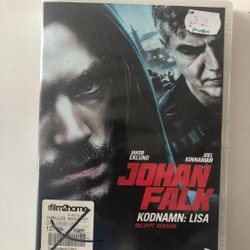 JAKOB
EKLUND
JOEL
KINNAMAN
JOHAN
FALK
KODNAMN: LISA
OKLIPPT VERSION
film2home